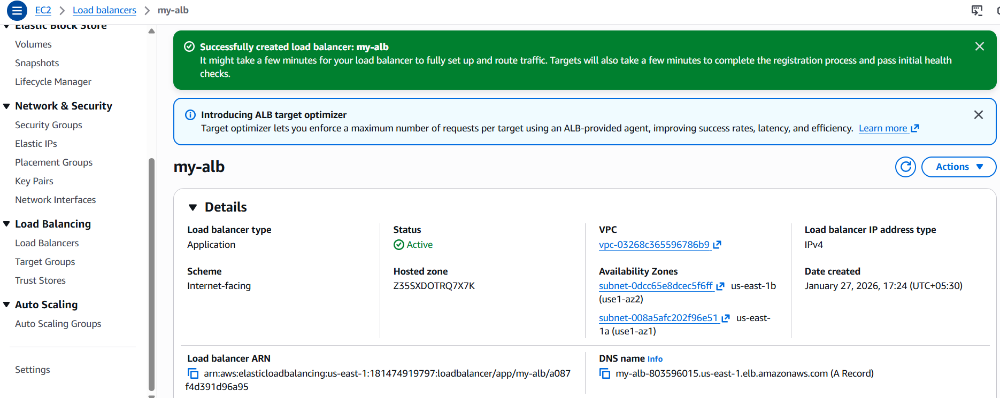 EC2 > Load balancers > my-alb
Elastic Block Store
Volumes
Snapshots
Lifecycle Manager
Network & Security
Security Groups
Elastic IPs
Placement Groups
Key Pairs
Network Interfaces
Load Balancing
Load Balancers
Target Groups
Trust Stores
Auto Scaling
Auto Scaling Groups
Settings
Successfully created load balancer: my-alb
It might take a few minutes for your load balancer to fully set up and route traffic. Targets will also take a few minutes to complete the registration process and pass initial health
checks.
Introducing ALB target optimizer
Target optimizer lets you enforce a maximum number of requests per target using an ALB-provided agent, improving success rates, latency, and efficiency. Learn more
my-alb
Actions
Details
Load balancer type
Application
Status
Active
VPC
vpc-03268c365596786b9
Load balancer IP address type
IPv4
Scheme
Internet-facing
Hosted zone
Z35SXDOTRQ7X7K
Availability Zones
subnet-0dcc65e8dcec5f6ff us-east-1b
(use1-az2)
subnet-008a5afc202f96e51 us-east-
1a (use1-az1)
Date created
January 27, 2026, 17:24 (UTC+05:30)
Load balancer ARN
arn:aws:elasticloadbalancing:us-east-1:181474919797:loadbalancer/app/my-alb/a087
f4d391d96a95
DNS name Info
my-alb-803596015.us-east-1.elb.amazonaws.com (A Record)